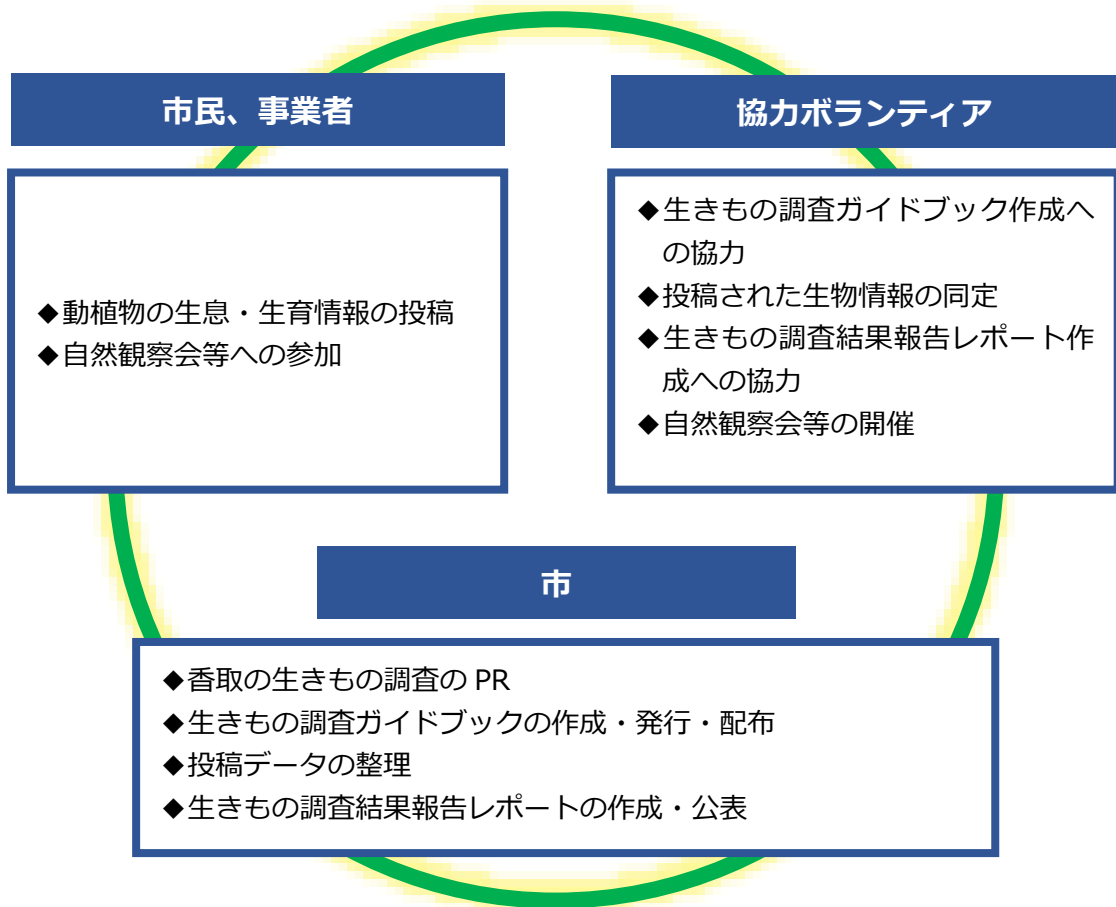 市民、事業者
◆動植物の生息・生育情報の投稿
◆自然観察会等への参加
協力ボランティア
◆生きもの調査ガイドブック作成へ
の協力
◆投稿された生物情報の同定
◆生きもの調査結果報告レポート作
成への協力
◆自然観察会等の開催
市
◆香取の生きもの調査の PR
◆生きもの調査ガイドブックの作成・発行・配布
◆投稿データの整理
◆生きもの調査結果報告レポートの作成・公表